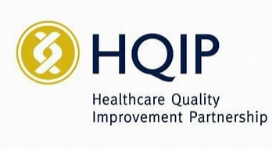 HQIP
Healthcare Quality
Improvement Partnership